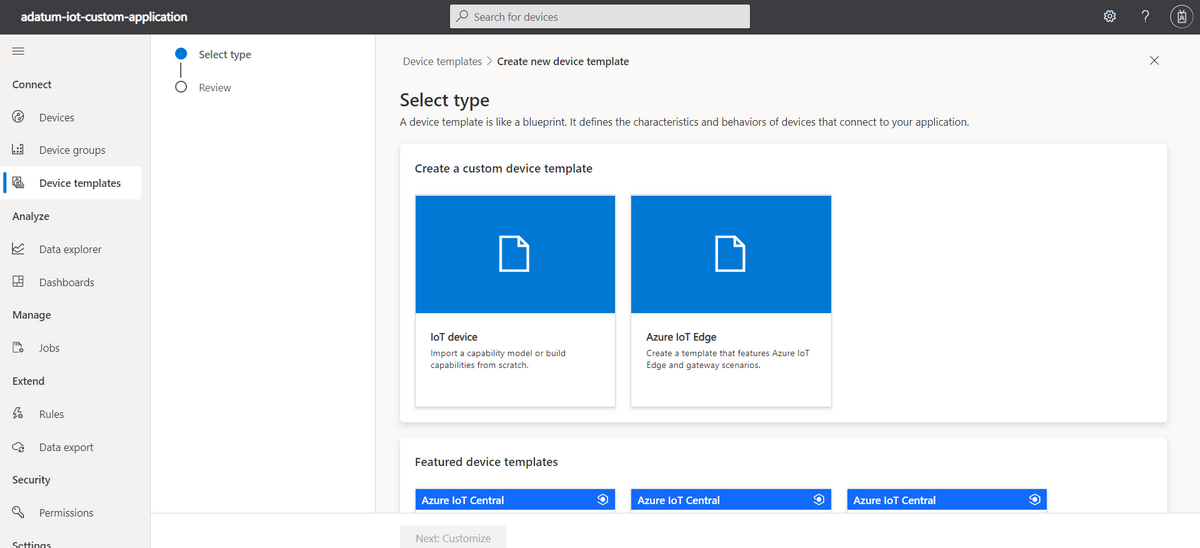 adatum-iot-custom-application
Search for devices
?
Connect
Devices
Device groups
Device templates
Analyze
Data explorer
Dashboards
Manage
Jobs
Extend
Rules
Data export
Security
Permissions
Settings
Select type
Review
Device templates > Create new device template
Select type
A device template is like a blueprint. It defines the characteristics and behaviors of devices that connect to your application.
Create a custom device template
IoT device
Import a capability model or build
capabilities from scratch.
Azure IoT Edge
Create a template that features Azure IoT
Edge and gateway scenarios.
Featured device templates
Azure IoT Central
Azure IoT Central
Azure IoT Central
Next: Customize